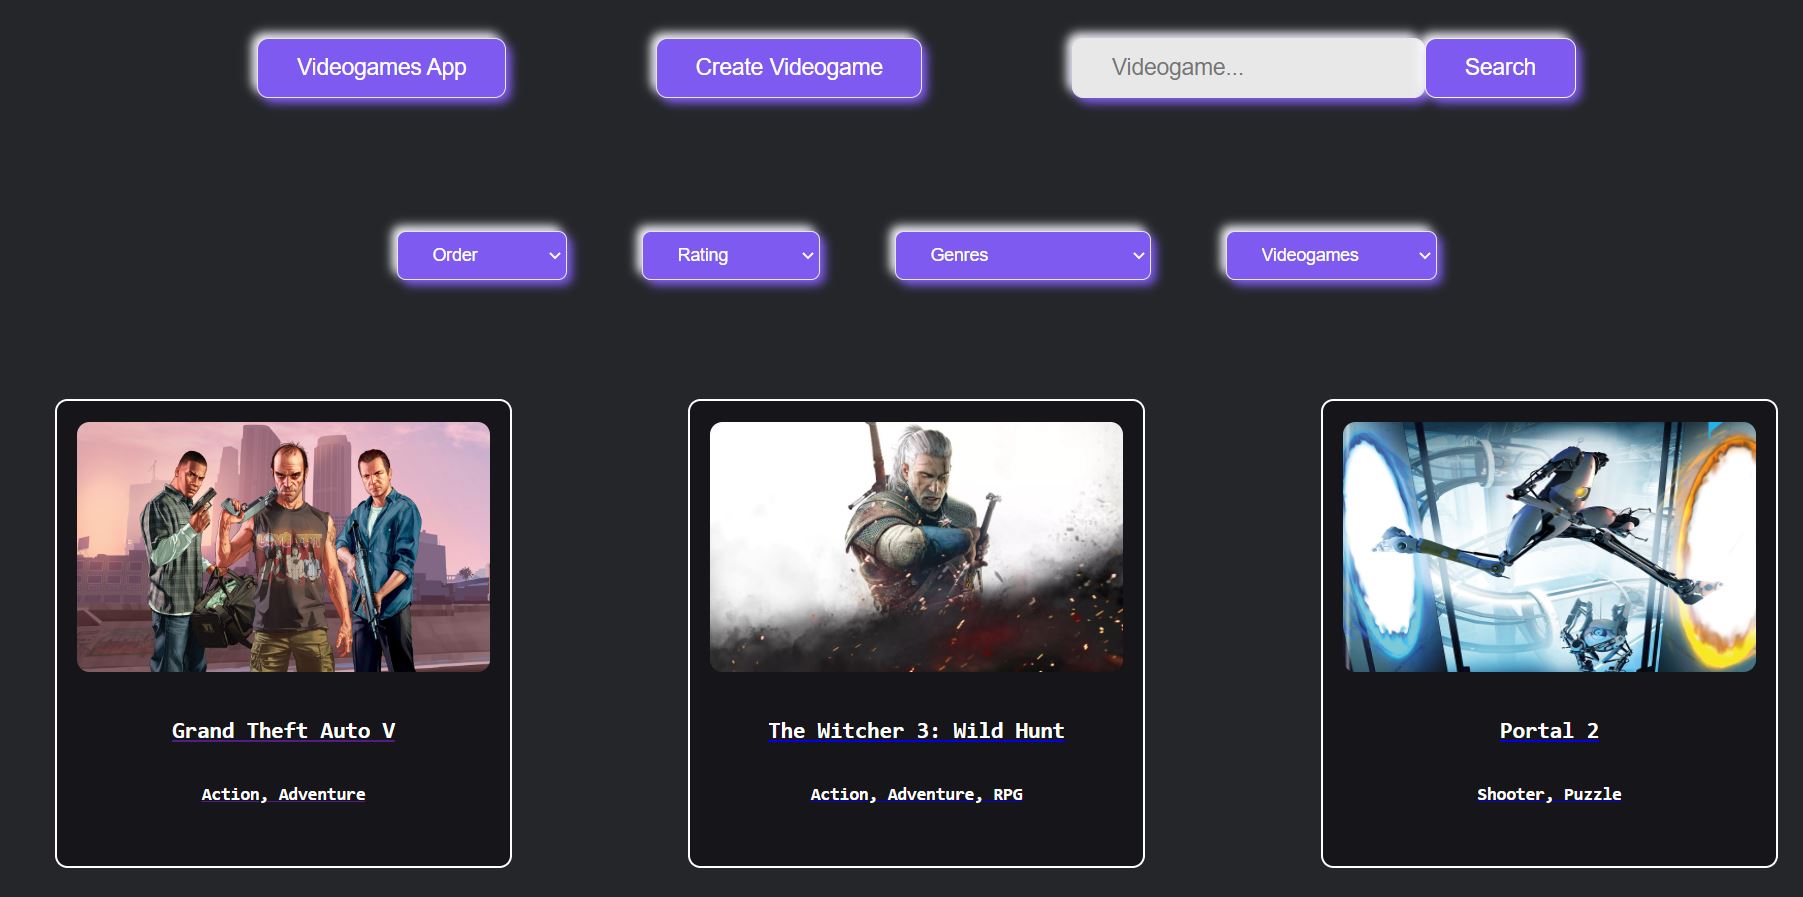 Videogames App
Create Videogame
Videogame...
Search
Order
Rating
Genres
Videogames
Grand Theft Auto V
Action, Adventure
The Witcher 3: Wild Hunt
Action, Adventure, RPG
Portal 2
Shooter, Puzzle